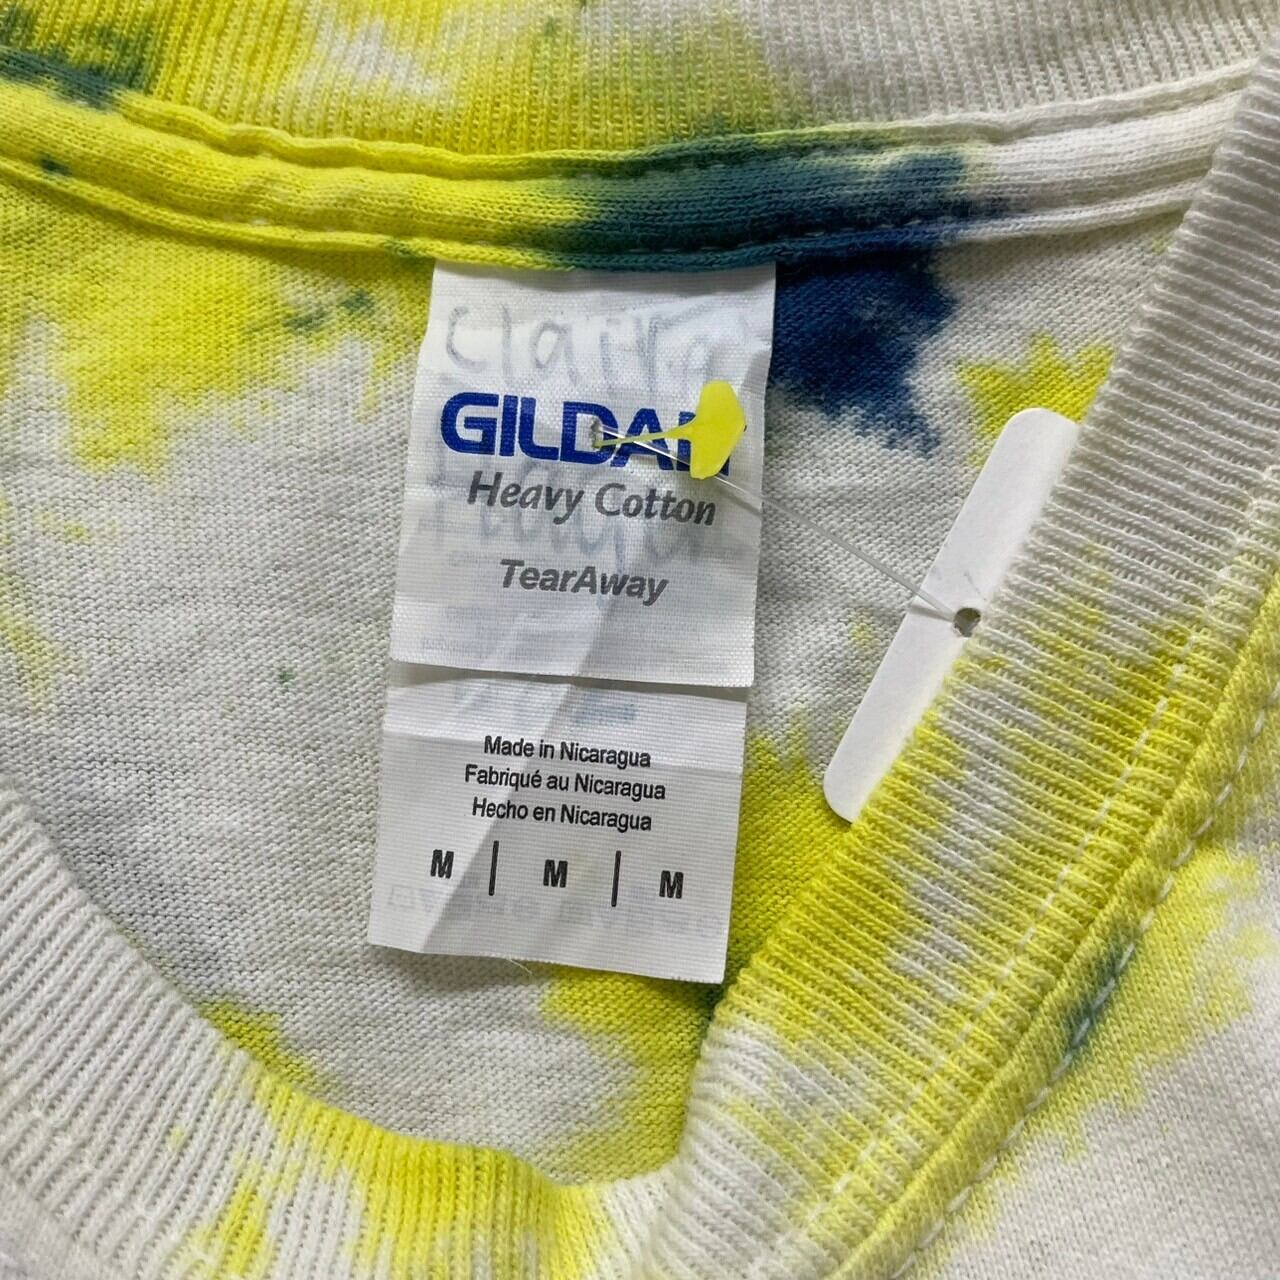 GILDAN
Heavy Cotton
TearAway
Made in Nicaragua
Fabriqué au Nicaragua
Hecho en Nicaragua
M | M | M